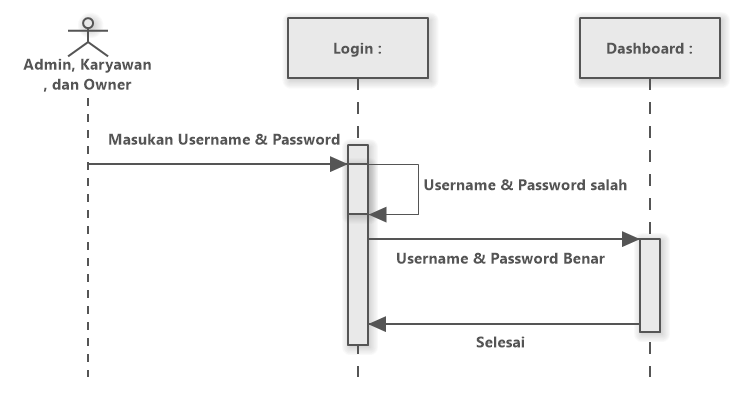 Login :
Dashboard :
Admin, Karyawan
, dan Owner
Masukan Username & Password
Username & Password salah
Username & Password Benar
Selesai